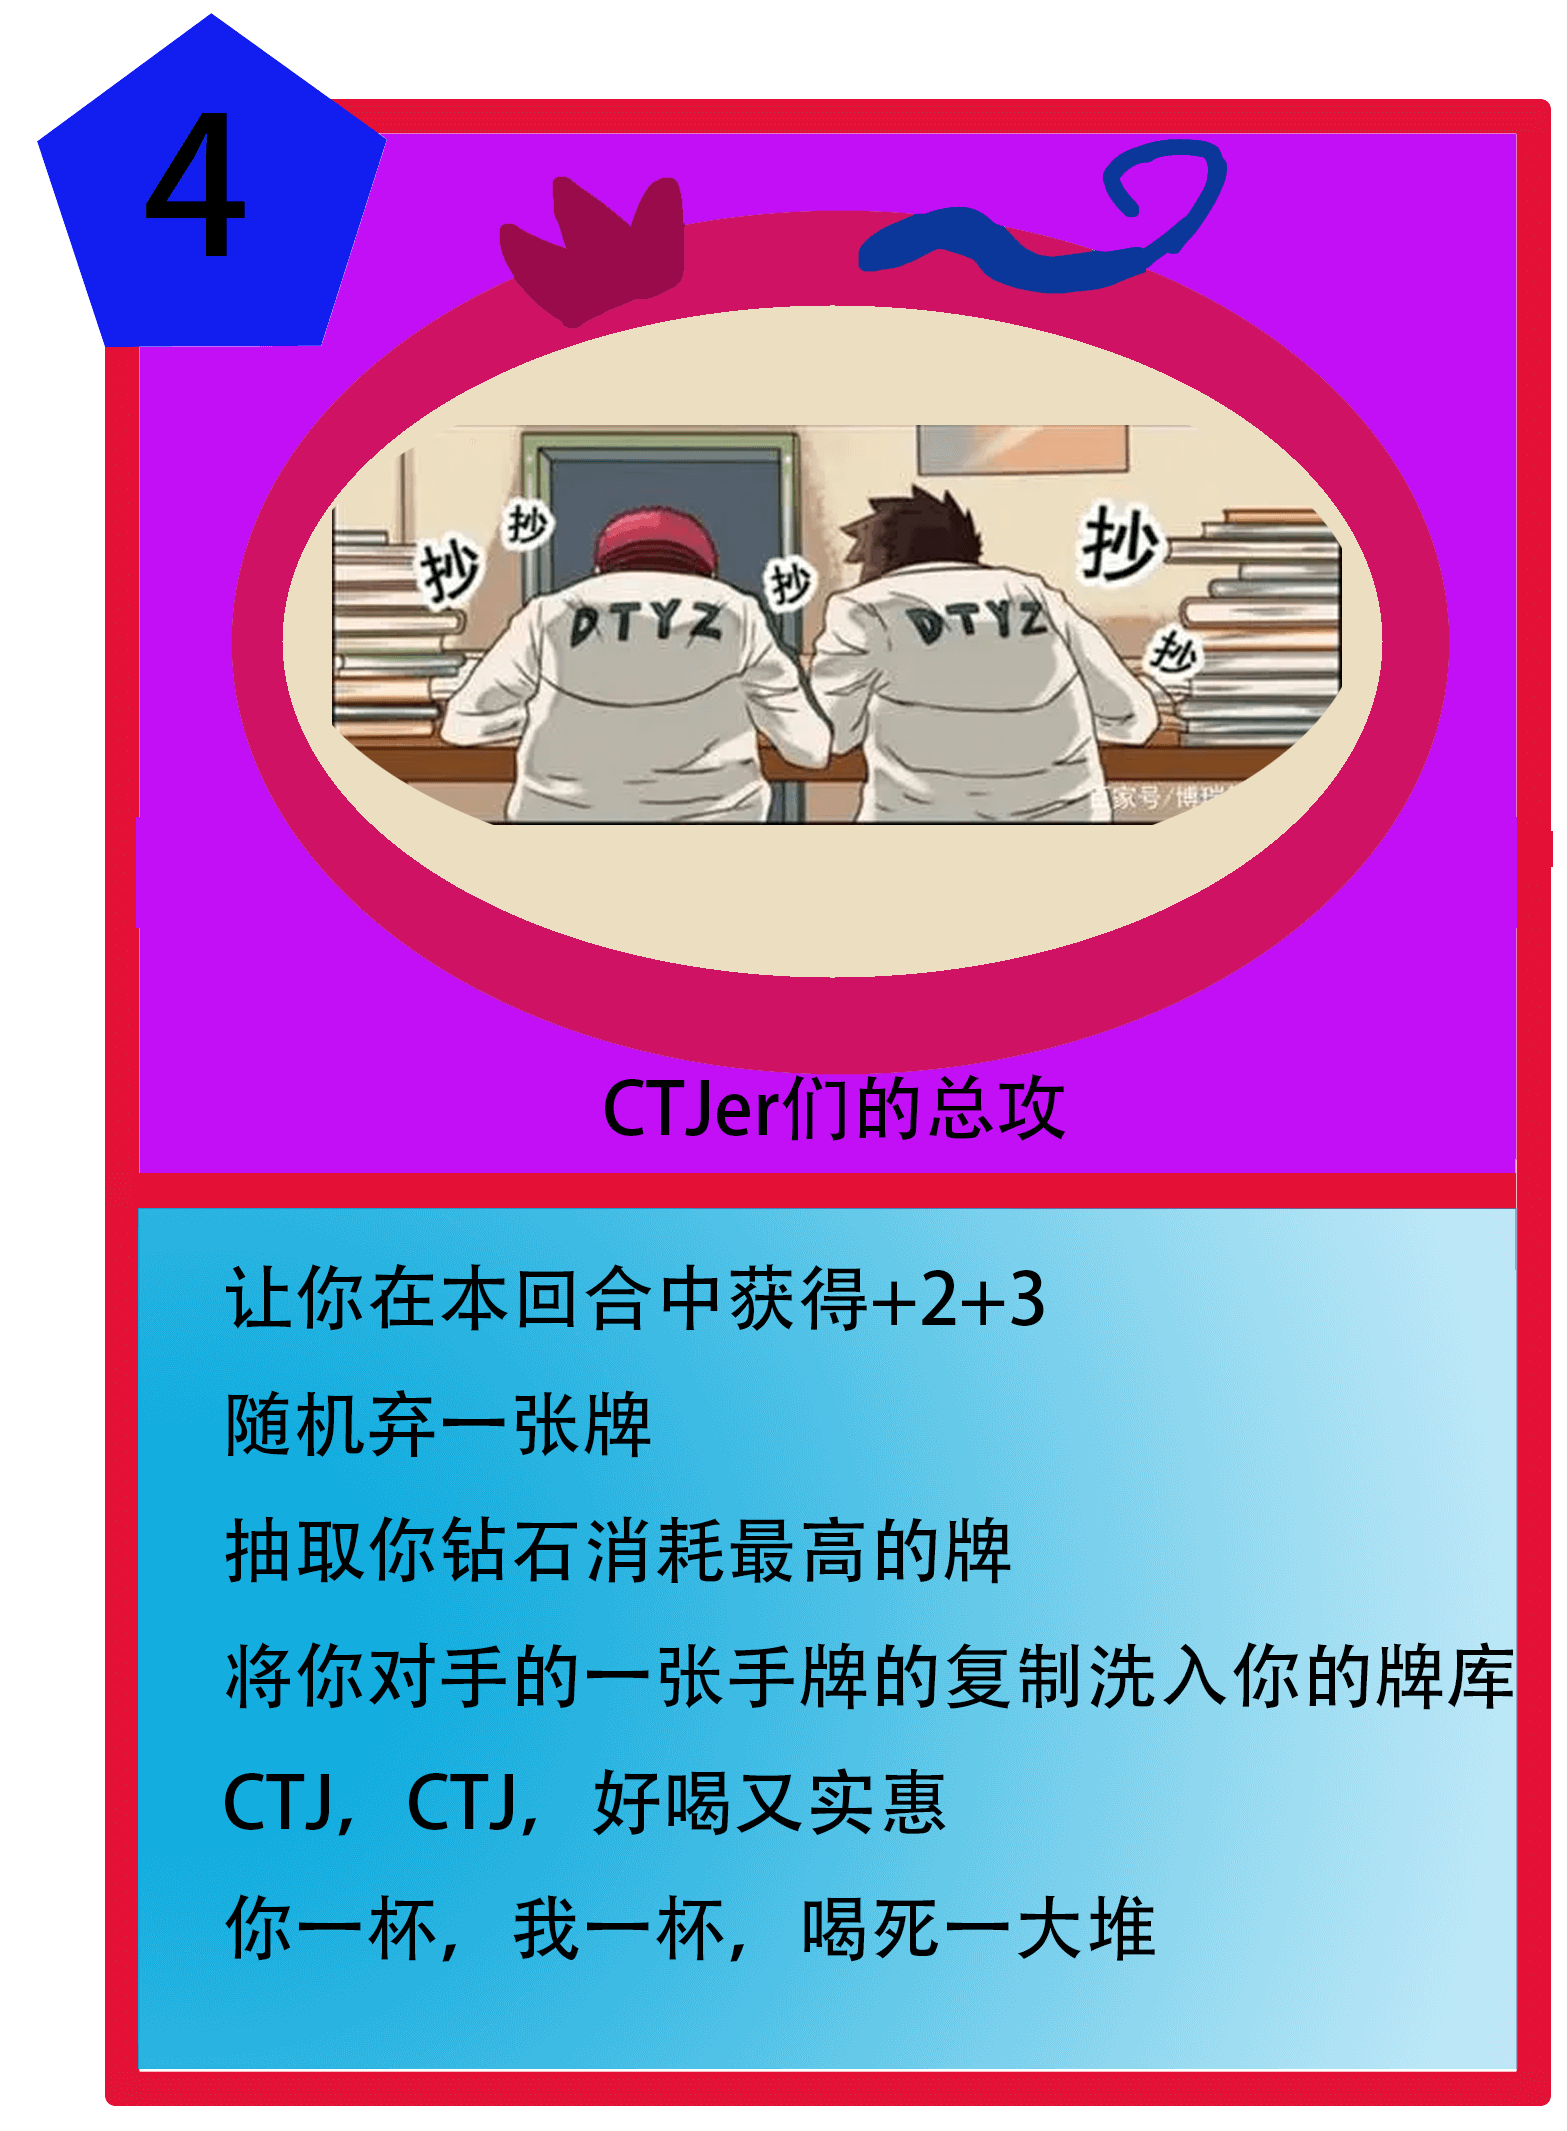 4
抄
抄
抄
抄
抄
DTYZ
DTYZ
百家号/博瑞
CTJer们的总攻
让你在本回合中获得+2+3
随机弃一张牌
抽取你钻石消耗最高的牌
将你对手的一张手牌的复制洗入你的牌库
CTJ，CTJ，好喝又实惠
你一杯，我一杯，喝死一大堆